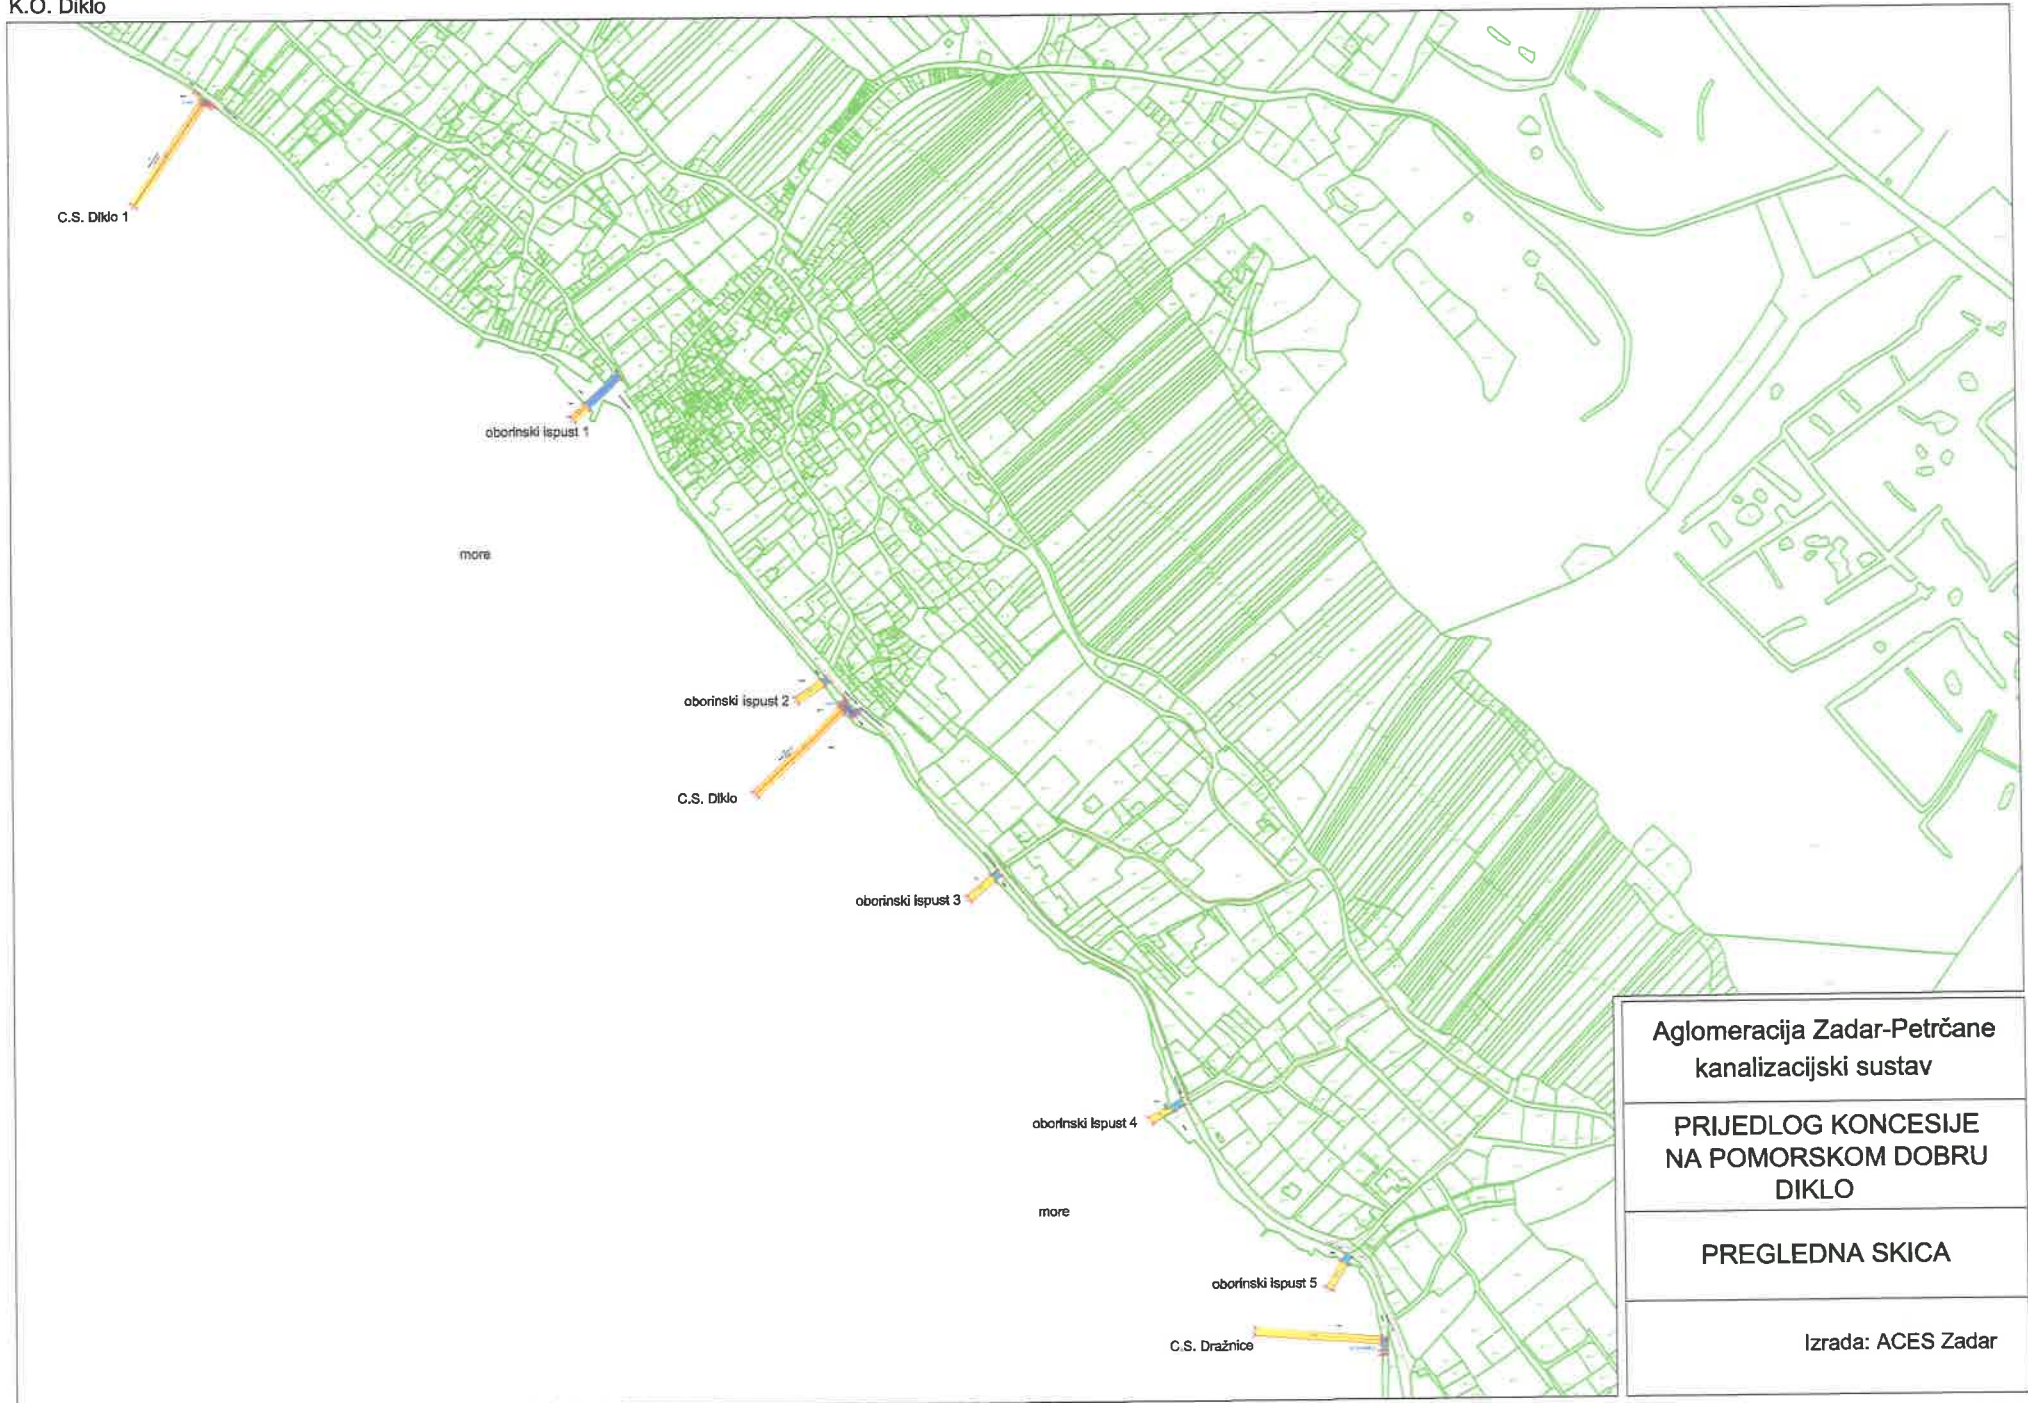 K.O. Diklo
C.S. Diklo 1
oborinski ispust 1
more
oborinski ispust 2
C.S. Diklo
oborinski ispust 3
oborinski ispust 4
more
oborinski ispust 5
C.S. Dražnice
Aglomeracija Zadar-Petrčane
kanalizacijski sustav
PRIJEDLOG KONCESIJE
NA POMORSKOM DOBRU
DIKLO
PREGLEDNA SKICA
Izrada: ACES Zadar